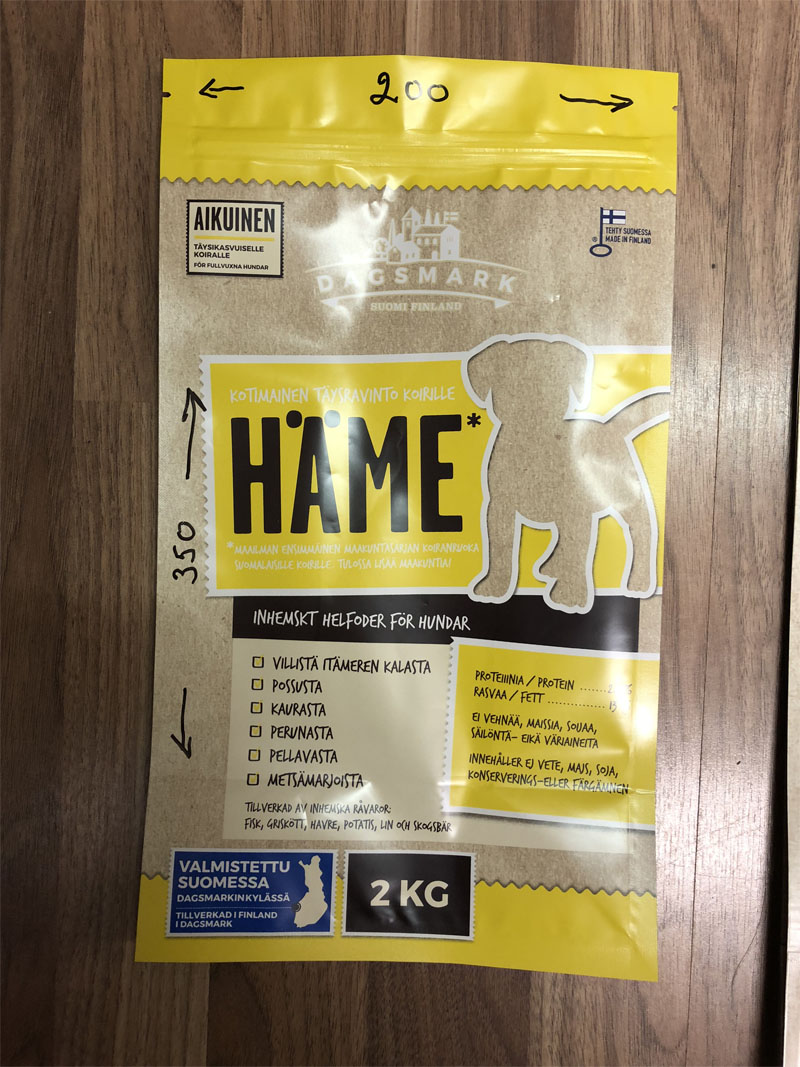 200
AIKUINEN
TÄYSIKASVUISELLE
KOIRALLE
FÖR FULLVUXNA HUNDAR
DAGSMARK
SUOMI FINLAND
TEHTY SUOMESSA
MADE IN FINLAND
®
KOTIMAINEN TÄYSRAVINTO KOIRILLE
HÄME*
*MAAILMAN ENSIMMÄINEN MAAKUNTASARJAN KOIRANRUOKA
SUOMALAISILLE KOIRILLE. TULOSSA LISÄÄ MAAKUNTIA!
350
INHEMSKT HELFODER FÖR HUNDAR
VILLISTÄ ITÄMEREN KALASTA
POSSUSTA
KAURASTA
PERUNASTA
PELLAVASTA
METSÄMARJOISTA
TILLVERKAD AV INHEMSKA RÅVAROR:
FISK, GRISKÖTT, HAVRE, POTATIS, LIN OCH SKOGSBÄR
PROTEIINIA / PROTEIN
RASVAA / FETT
EI VEHNÄÄ, MAISSIA, SOIJAA,
SÄILÖNTÄ- EIKÄ VÄRIAINEITA
INNEHÅLLER EJ VETE, MAJS, SOJA,
KONSERVERINGS-ELLER FÄRGÄMNEN
VALMISTETTU
SUOMESSA
DAGSMARKINKYLÄSSÄ
TILLVERKAD I FINLAND
I DAGSMARK
2 KG